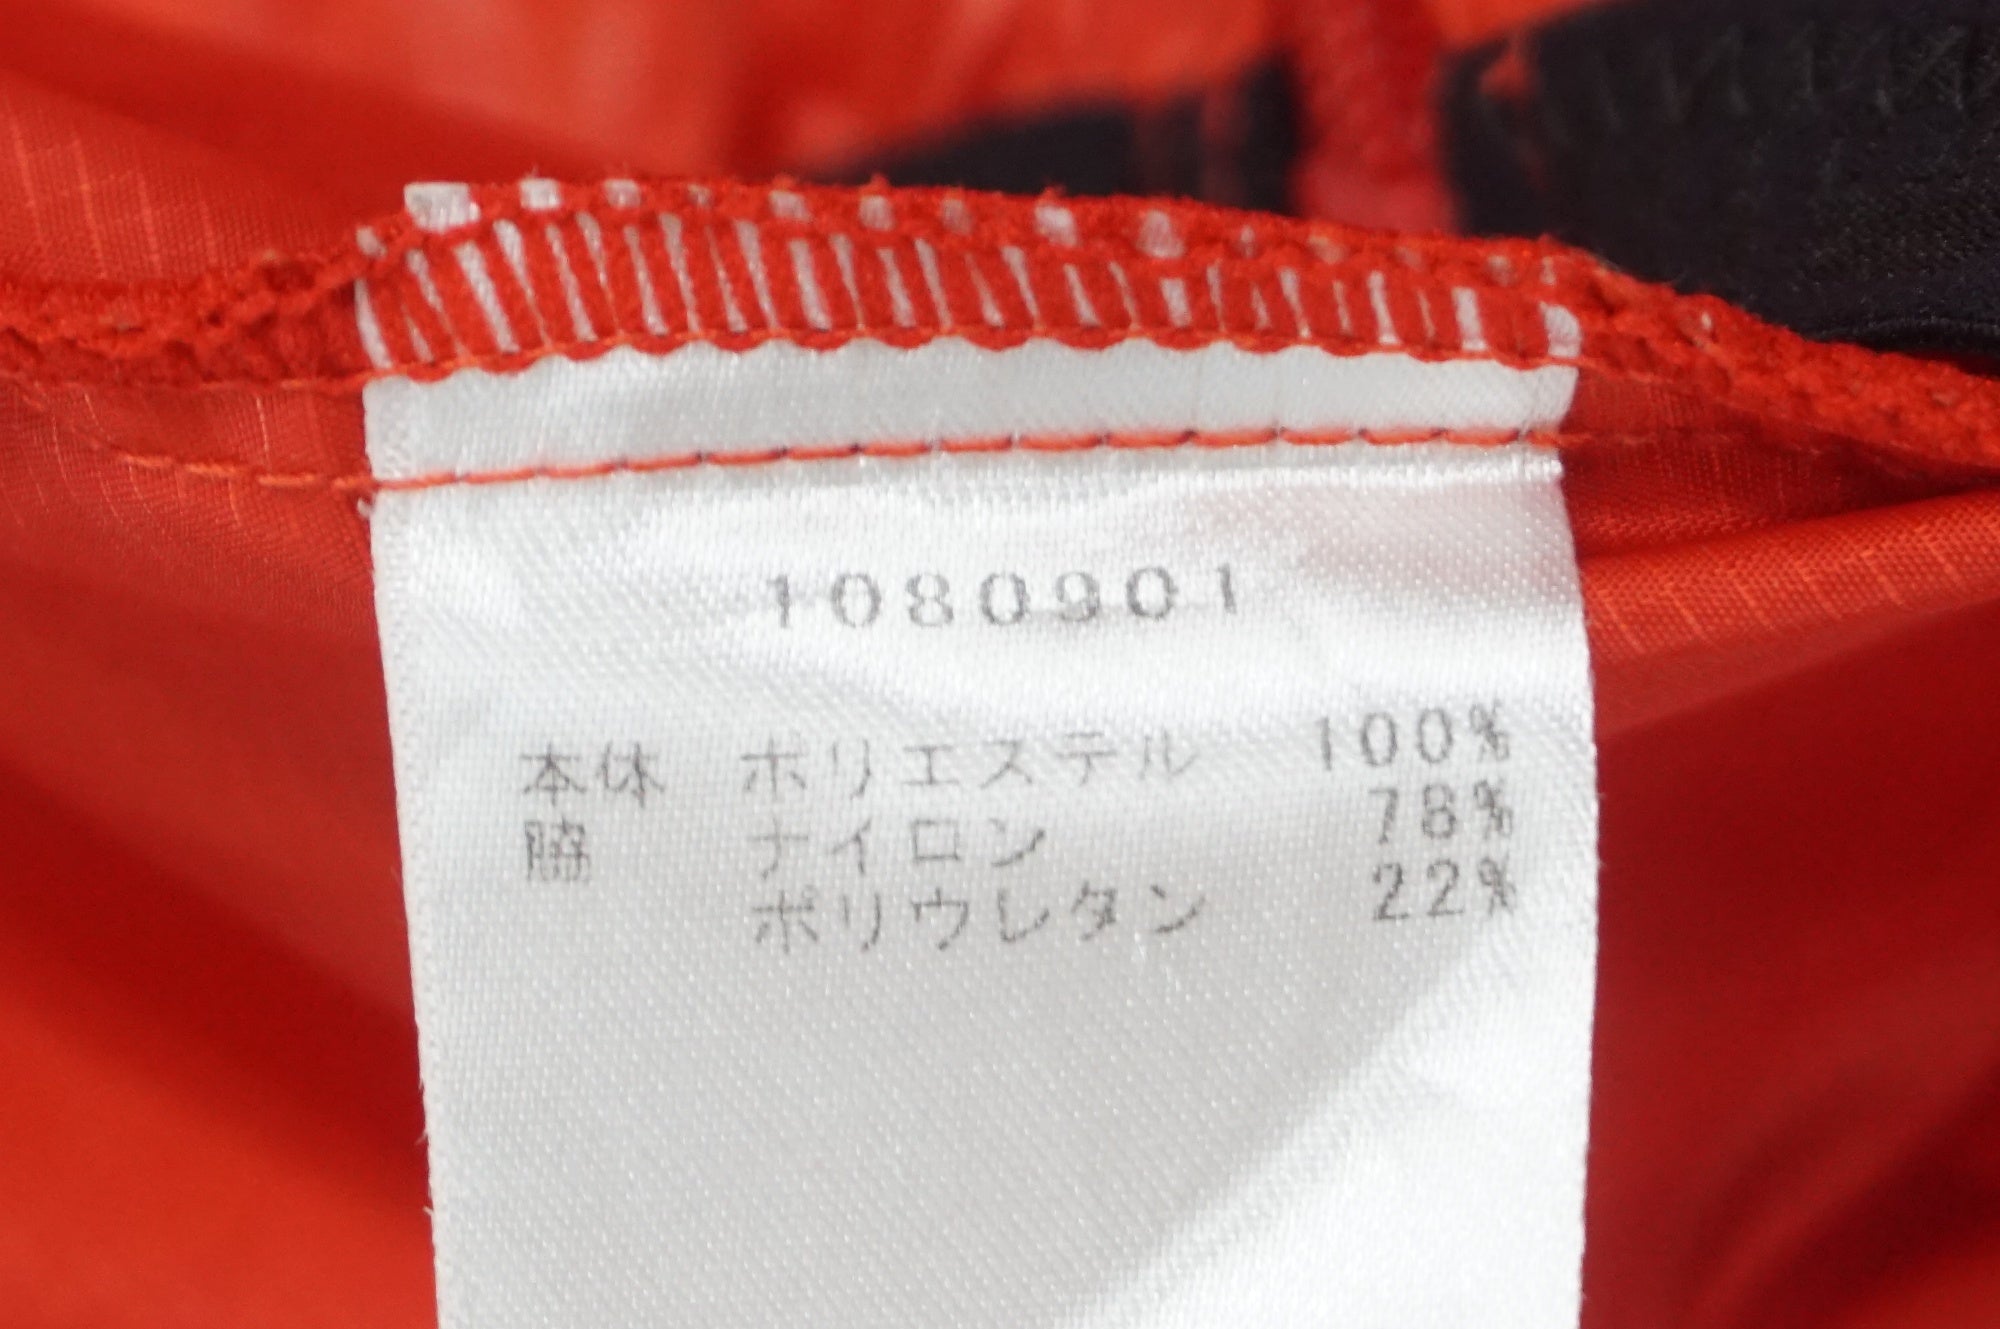 1080901
本体 ポリエステル 100%
脇 ナイロン 78%
ポリウレタン 22%